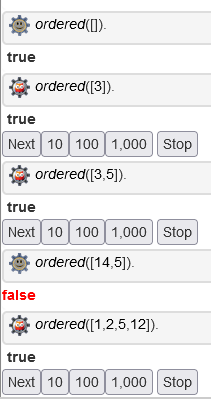 ordered([]).
true
ordered([3]).
true
Next 10 100 1,000 Stop
ordered([3,5]).
true
Next 10 100 1,000 Stop
ordered([14,5]).
false
ordered([1,2,5,12]).
true
Next 10 100 1,000 Stop